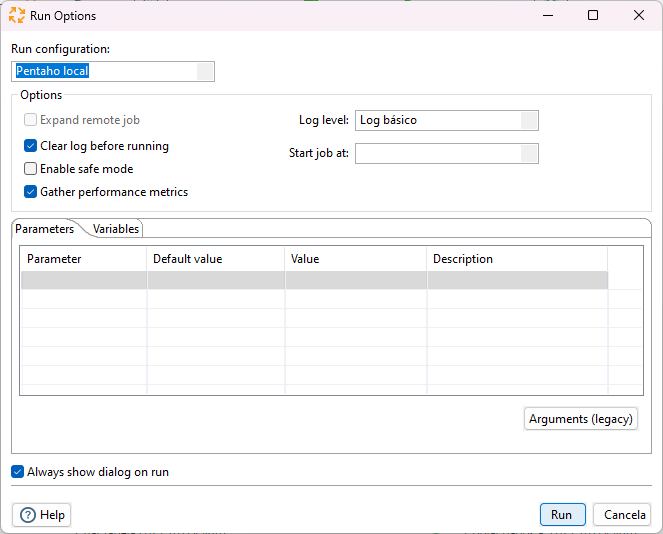 Run Options
Run configuration:
Pentaho local
Options
Expand remote job
Log level: Log básico
Clear log before running
Start job at:
Enable safe mode
Gather performance metrics
Parameters Variables
Parameter Default value Value Description
Arguments (legacy)
Always show dialog on run
Help Run Cancela